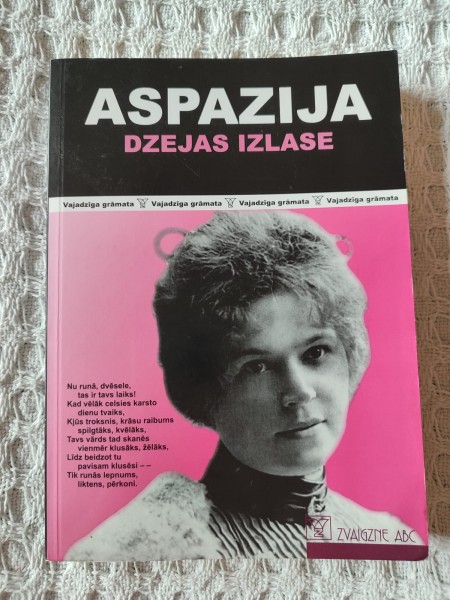 ASPAZIJA
DZEJAS IZLASE
Vajadzīga grāmata Vajadzīga grāmata Vajadzīga grāmata Vajadzīga grāmata
Nu runā, dvēsele,
tas ir tavs laiks!
Kad vēlāk celsies karsto
dienu tvaiks,
Kļūs troksnis, krāsu raibums
spilgtāks, kvēlāks,
Tavs vārds tad skanēs
vienmēr klusāks, žēlāks,
Līdz beidzot tu
pavisam klusēsi – –
Tik runās lepnums,
liktens, pērkoni.
ZVAIGZNE ABC